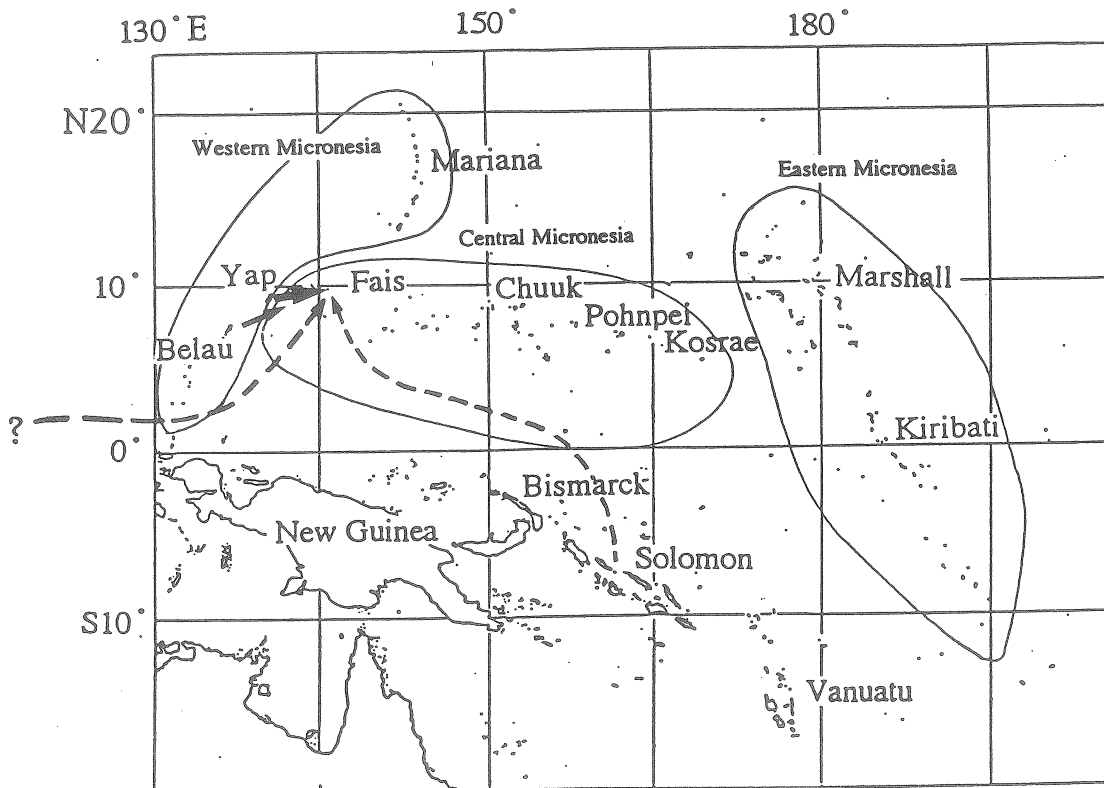 130°E 150° 180°
N20°
Western Micronesia
Mariana
Eastern Micronesia
Central Micronesia
Yap Fais
10°
Chuuk
Marshall
Pohnpei
Kosrae
Belau
?
Kiribati
0°
Bismarck
New Guinea
Solomon
S10°
Vanuatu